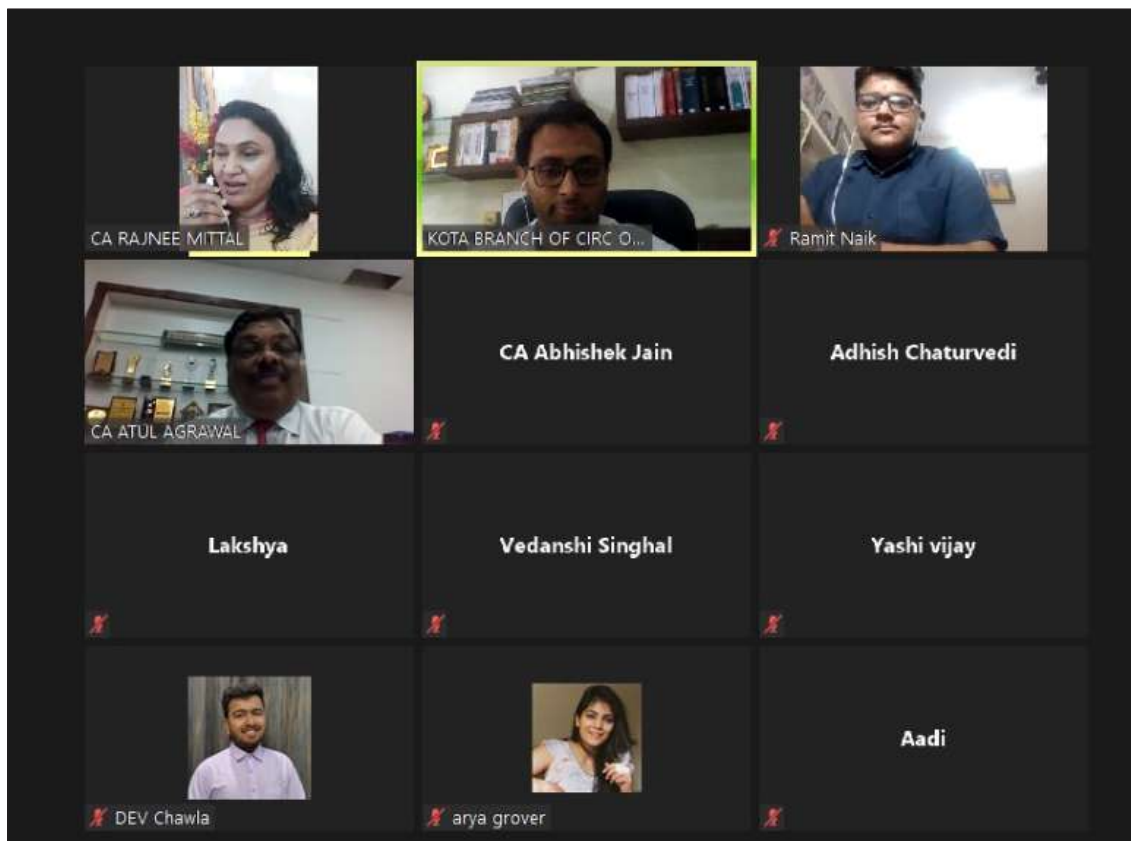 CA RAJNEE MITTAL
KOTA BRANCH OF CIRC O...
Ramit Naik
CA ATUL AGRAWAL
CA Abhishek Jain
Adhish Chaturvedi
Lakshya
Vedanshi Singhal
Yashi vijay
DEV Chawla
arya grover
Aadi